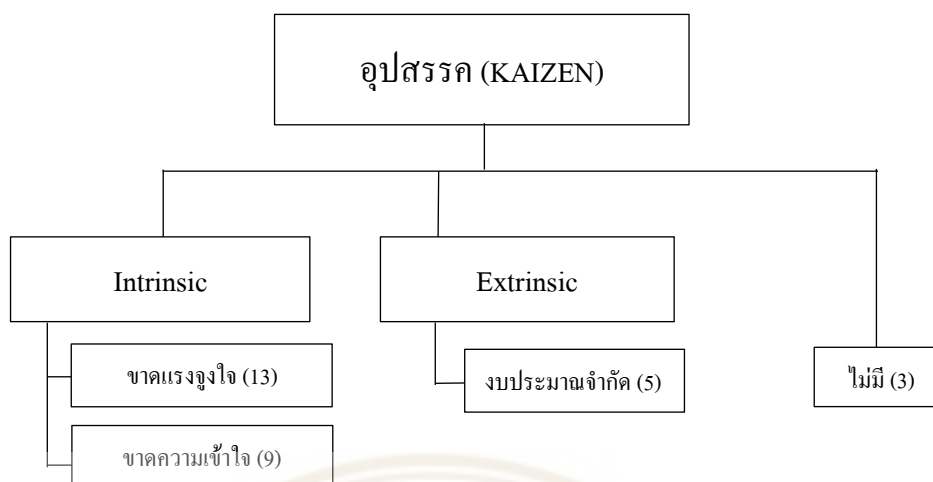 อุปสรรค (KAIZEN)
Intrinsic
Extrinsic
ขาดแรงจูงใจ (13)
งบประมาณจำกัด (5)
ไม่มี (3)
ขาดความเข้าใจ (9)